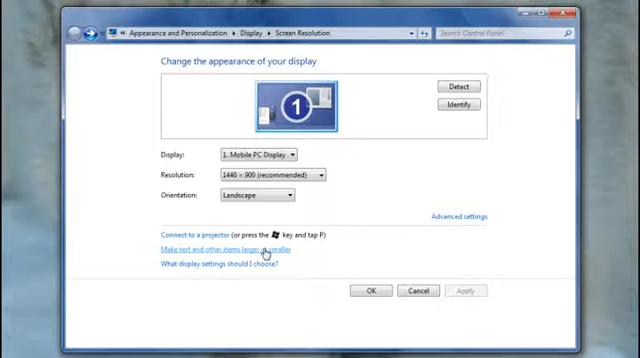 « Appearance and Personalization ▸ Display ▸ Screen Resolution
Search Control Panel
Change the appearance of your display
1
Detect
Identify
Display: 1. Mobile PC Display
Resolution: 1440 × 900 (recommended)
Orientation: Landscape
Advanced settings
Connect to a projector (or press the key and tap P)
Make text and other items larger or smaller
What display settings should I choose?
OK Cancel Apply